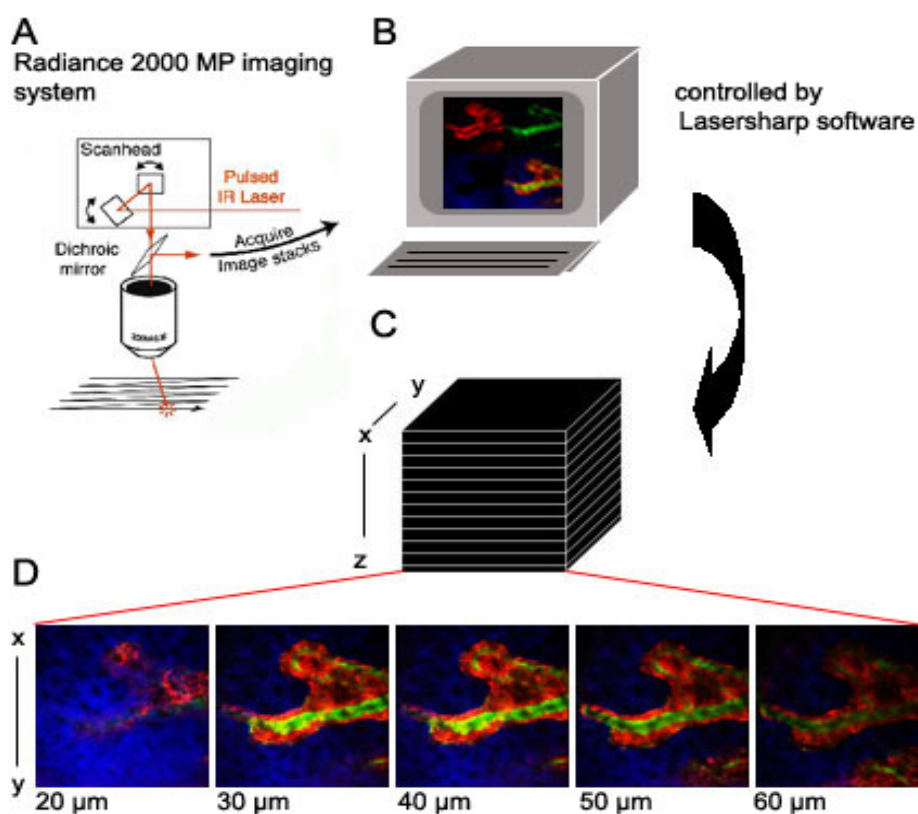 A
Radiance 2000 MP imaging
system
Scanhead
Pulsed
IR Laser
Dichroic
mirror
Acquire
Image stacks
B
controlled by
Lasersharp software
C
y
x
z
D
x
y
20 µm
30 µm
40 µm
50 µm
60 µm